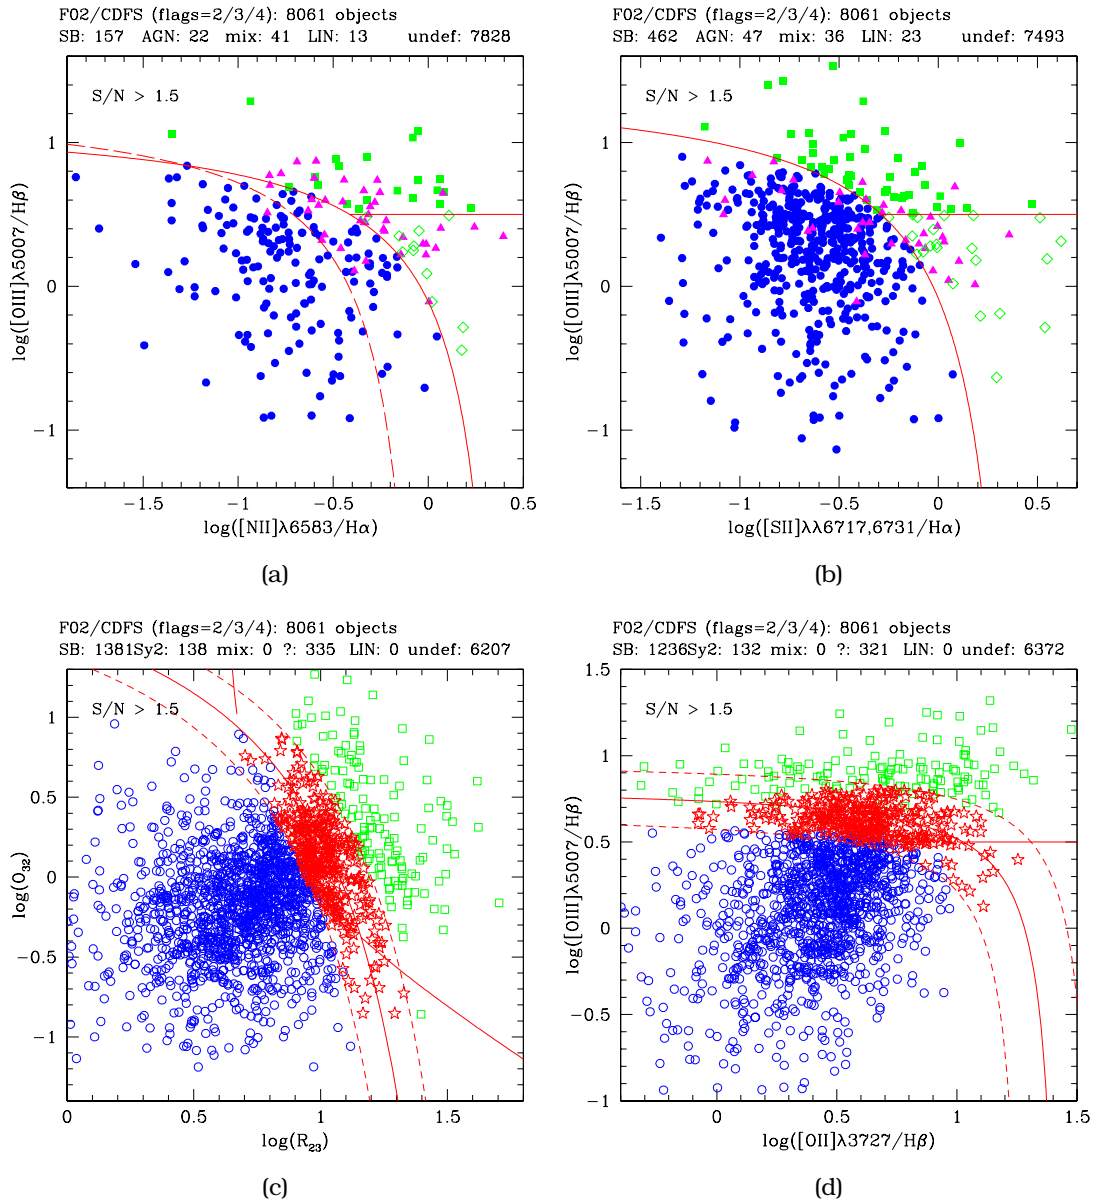 F02/CDFS (flags=2/3/4): 8061 objects
SB: 157 AGN: 22 mix: 41 LIN: 13 undef: 7828
S/N > 1.5
log([OIII]λ5007/Hβ)
1
0
−1
−1.5
−1
−0.5
0
0.5
log([NII]λ6583/Hα)
(a)
F02/CDFS (flags=2/3/4): 8061 objects
SB: 462 AGN: 47 mix: 36 LIN: 23 undef: 7493
S/N > 1.5
log([OIII]λ5007/Hβ)
1
0
−1
−1.5
−1
−0.5
0
0.5
log([SII]λλ6717,6731/Hα)
(b)
F02/CDFS (flags=2/3/4): 8061 objects
SB: 1381Sy2: 138 mix: 0 ?: 335 LIN: 0 undef: 6207
S/N > 1.5
log(O₃₂)
1
0.5
0
−0.5
−1
0
0.5
1
1.5
log(R₂₃)
(c)
F02/CDFS (flags=2/3/4): 8061 objects
SB: 1236Sy2: 132 mix: 0 ?: 321 LIN: 0 undef: 6372
S/N > 1.5
log([OIII]λ5007/Hβ)
1.5
1
0.5
0
−0.5
−1
0
0.5
1
1.5
log([OII]λ3727/Hβ)
(d)